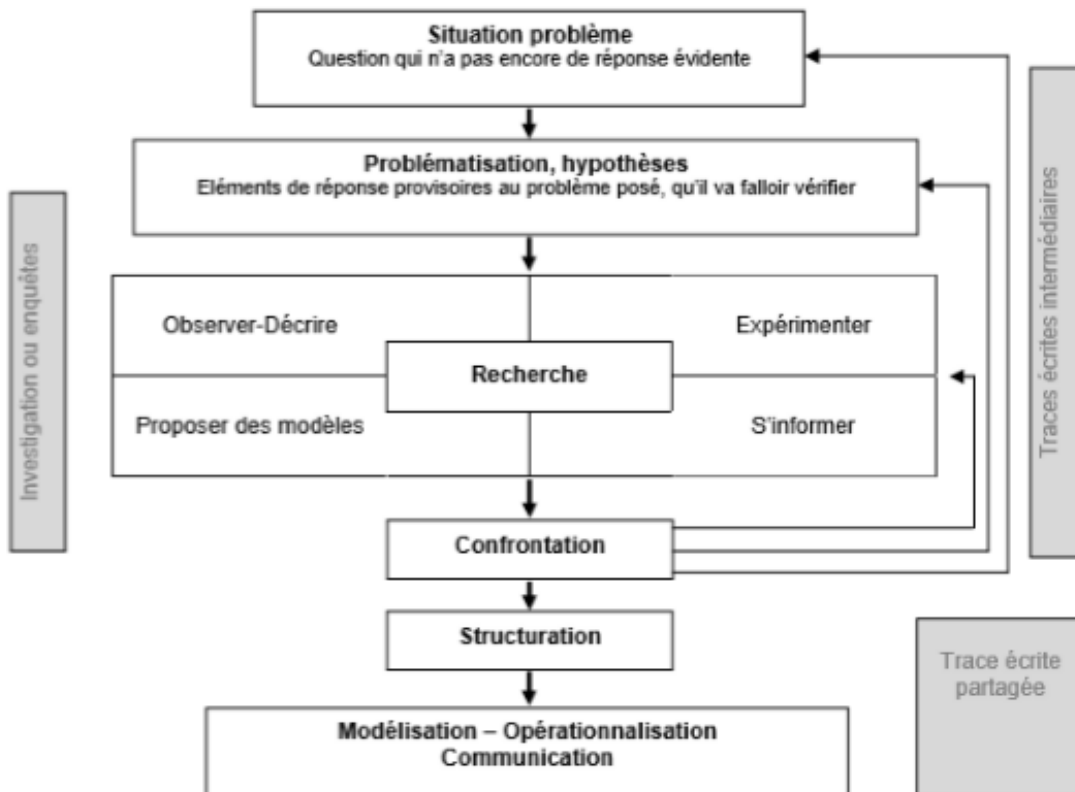 Situation problème
Question qui n'a pas encore de réponse évidente
Problématisation, hypothèses
Eléments de réponse provisoires au problème posé, qu'il va falloir vérifier
Investigation ou enquêtes
Traces écrites intermédiaires
Observer-Décrire
Expérimenter
Recherche
Proposer des modèles
S'informer
Confrontation
Structuration
Trace écrite
partagée
Modélisation – Opérationnalisation
Communication